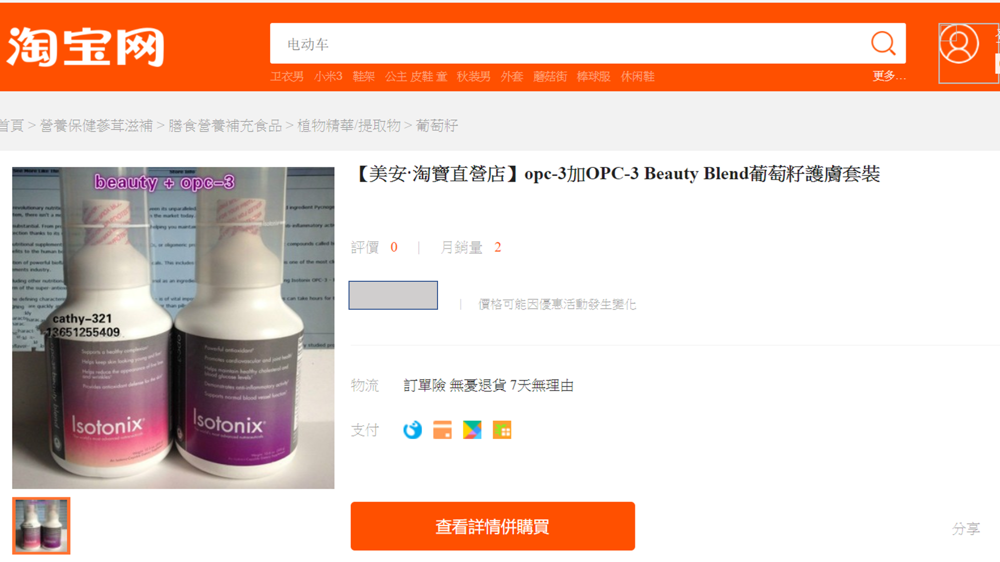 淘宝网
电动车
卫衣男 小米3 鞋架 公主 皮鞋 童 秋装男 外套 蘑菇街 棒球服 休闲鞋
更多...
首頁 > 營養保健蔘茸滋補 > 膳食營養補充食品 > 植物精華/提取物 > 葡萄籽
【美安·淘寶直營店】opc-3加OPC-3 Beauty Blend葡萄籽護膚套裝
評價 0 | 月銷量 2
| 價格可能因優惠活動發生變化
物流 訂單險 無憂退貨 7天無理由
支付
查看詳情併購買
分享
beauty + opc-3
cathy-321
13651255409
Supports a healthy complexion
Helps keep skin looking young and firm
Helps reduce the appearance of fine lines
and wrinkles
Provides antioxidant defense for the skin
Isotonix
Powerful antioxidant
Promotes cardiovascular and joint health
Helps maintain healthy cholesterol and
blood glucose levels
Demonstrates anti-inflammatory activity
Supports normal blood vessel function
Isotonix